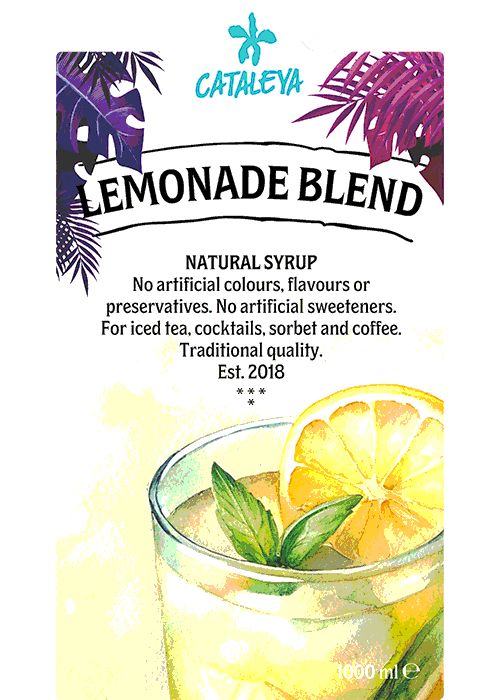 CATALEYA
LEMONADE BLEND
NATURAL SYRUP
No artificial colours, flavours or
preservatives. No artificial sweeteners.
For iced tea, cocktails, sorbet and coffee.
Traditional quality.
Est. 2018
***
*
1000 ml ℮